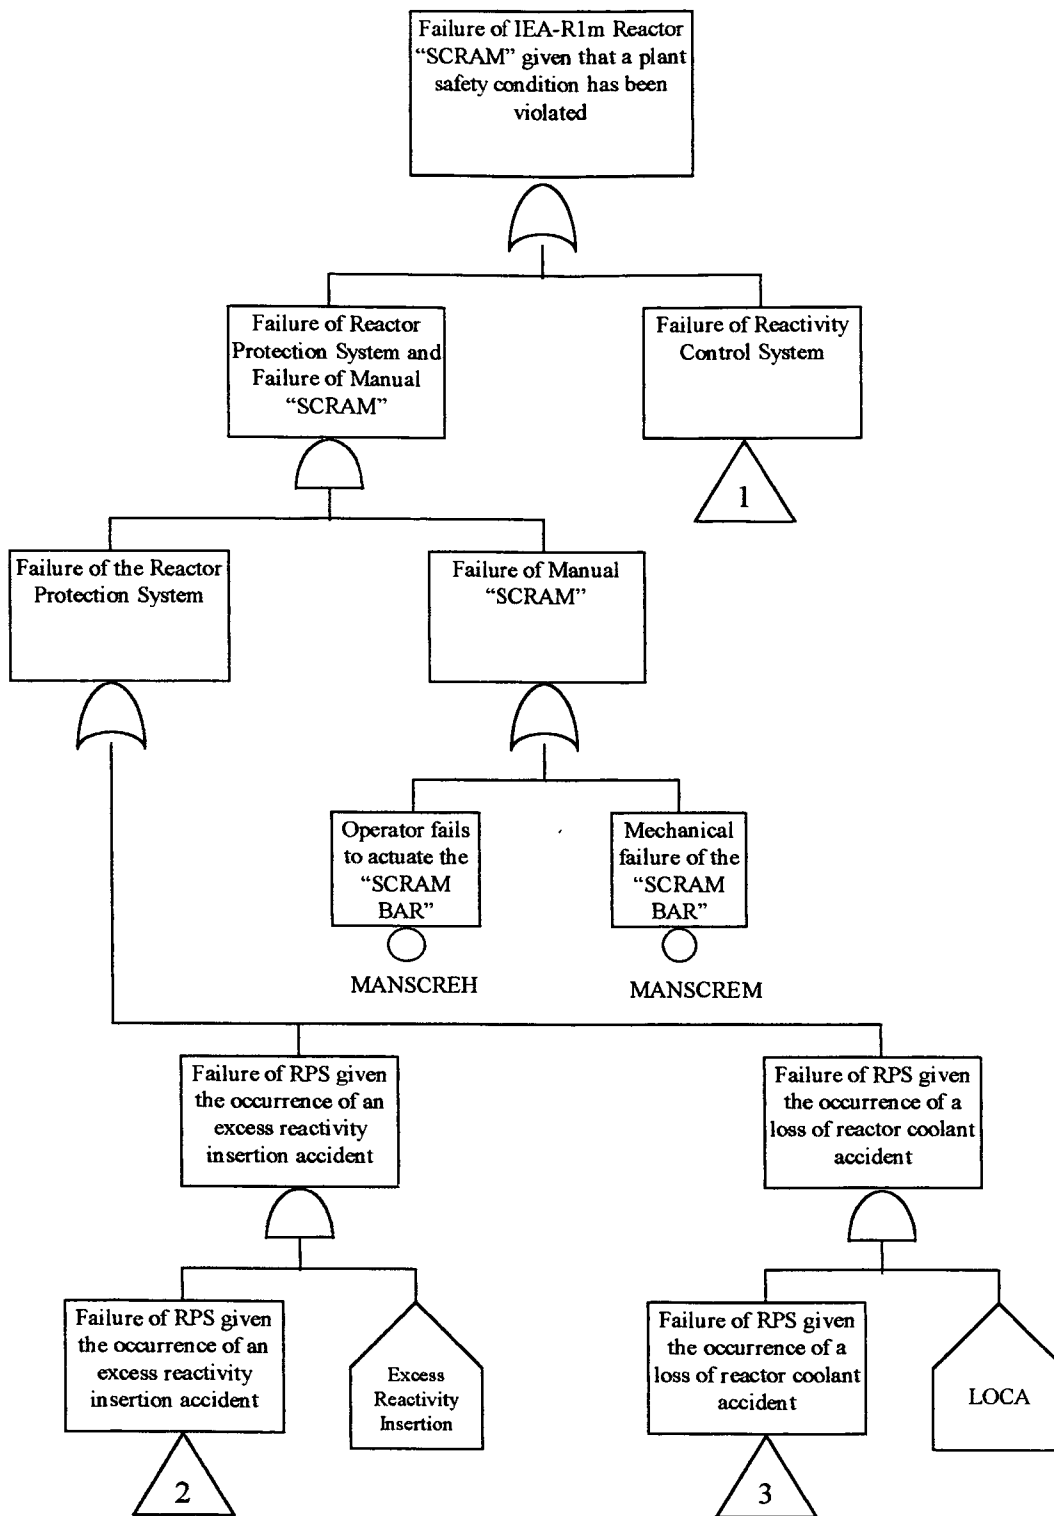 Failure of IEA-R1m Reactor
“SCRAM” given that a plant
safety condition has been
violated
Failure of Reactor
Protection System and
Failure of Manual
“SCRAM”
Failure of Reactivity
Control System
1
Failure of the Reactor
Protection System
Failure of Manual
“SCRAM”
Operator fails
to actuate the
“SCRAM
BAR”
Mechanical
failure of the
“SCRAM
BAR”
MANSCREH
MANSCREM
Failure of RPS given
the occurrence of an
excess reactivity
insertion accident
Failure of RPS given
the occurrence of a
loss of reactor coolant
accident
Failure of RPS given
the occurrence of an
excess reactivity
insertion accident
Excess
Reactivity
Insertion
Failure of RPS given
the occurrence of a
loss of reactor coolant
accident
LOCA
2
3